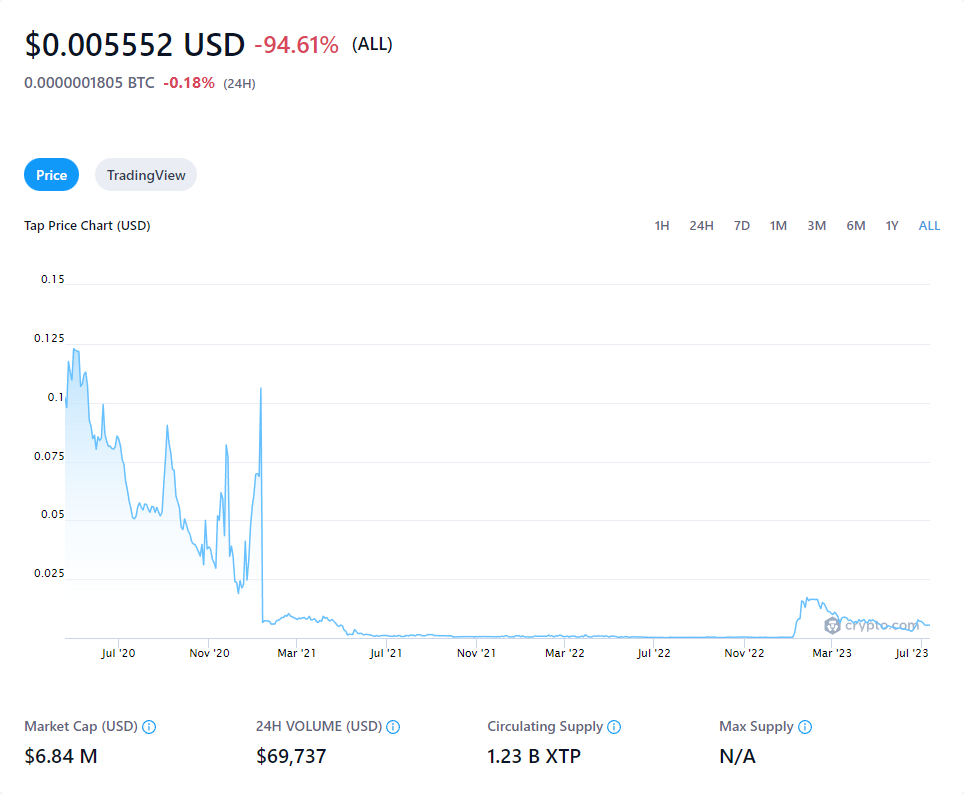 $0.005552 USD -94.61% (ALL)
0.0000001805 BTC -0.18% (24H)
Price TradingView
Tap Price Chart (USD) 1H 24H 7D 1M 3M 6M 1Y ALL
0.15
0.125
0.1
0.075
0.05
0.025
crypto.com
Jul '20 Nov '20 Mar '21 Jul '21 Nov '21 Mar '22 Jul '22 Nov '22 Mar '23 Jul '23
Market Cap (USD) 24H VOLUME (USD) Circulating Supply Max Supply
$6.84 M $69,737 1.23 B XTP N/A